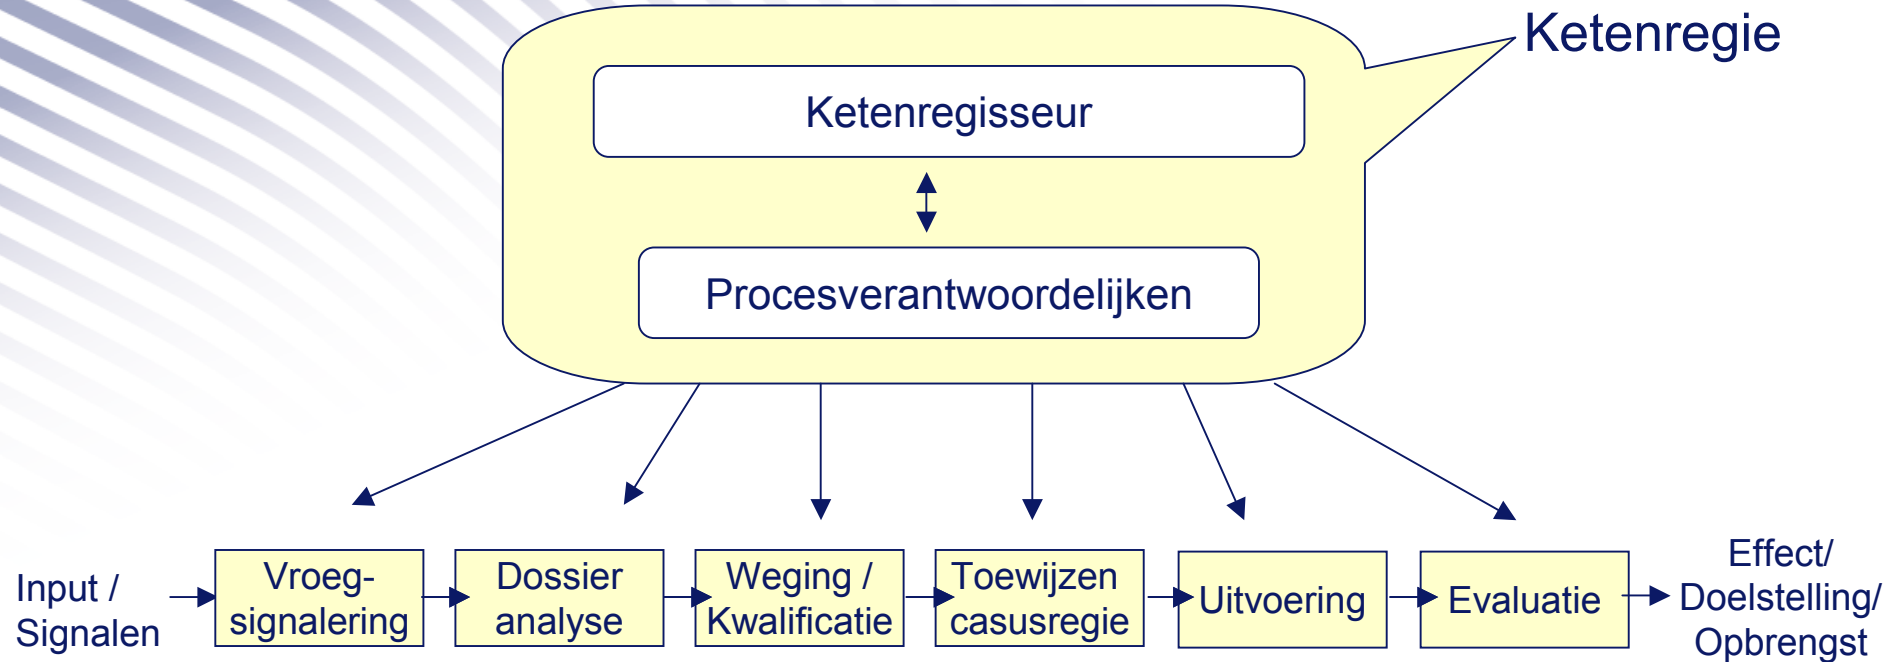 Ketenregie
Ketenregisseur
Procesverantwoordelijken
Input /
Signalen
Vroeg-
signalering
Dossier
analyse
Weging /
Kwalificatie
Toewijzen
casusregie
Uitvoering
Evaluatie
Effect/
Doelstelling/
Opbrengst